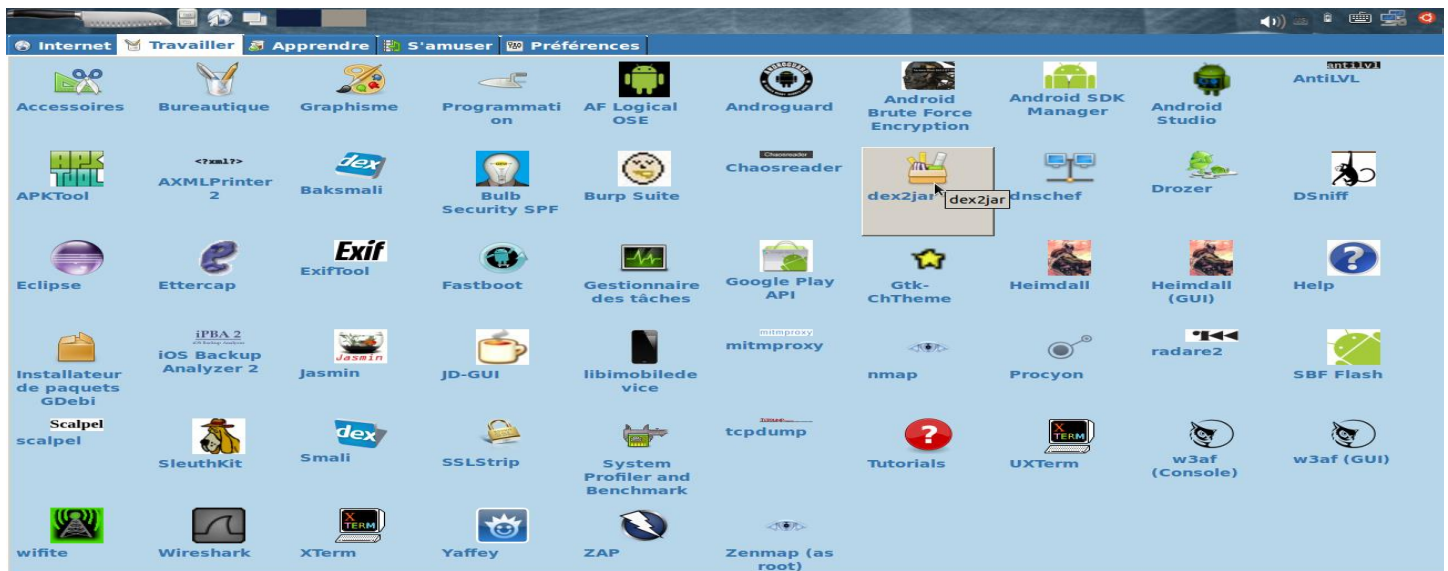 Internet Travailler Apprendre S'amuser Préférences
Accessoires
Bureautique
Graphisme
Programmati
on
AF Logical
OSE
Androguard
Android
Brute Force
Encryption
Android SDK
Manager
Android
Studio
antilvl
AntiLVL
APK
TOOL
APKTool
<?xml?>
AXMLPrinter
2
dex
Baksmali
Bulb
Security SPF
Burp Suite
Chaosreader
Chaosreader
dex2jar
dex2jar
dnschef
Drozer
DSniff
Eclipse
Ettercap
Exif
ExifTool
Fastboot
Gestionnaire
des tâches
Google Play
API
Gtk-
ChTheme
Heimdall
Heimdall
(GUI)
?
Help
Installateur
de paquets
GDebi
iPBA 2
iOS Backup
Analyzer 2
Jasmin
Jasmin
JD-GUI
libimobilede
vice
mitmproxy
mitmproxy
nmap
Procyon
radare2
SBF Flash
Scalpel
scalpel
SleuthKit
dex
Smali
SSLStrip
System
Profiler and
Benchmark
tcpdump
?
Tutorials
X
TERM
UXTerm
w3af
(Console)
w3af (GUI)
wifite
Wireshark
X
TERM
XTerm
Yaffey
ZAP
Zenmap (as
root)